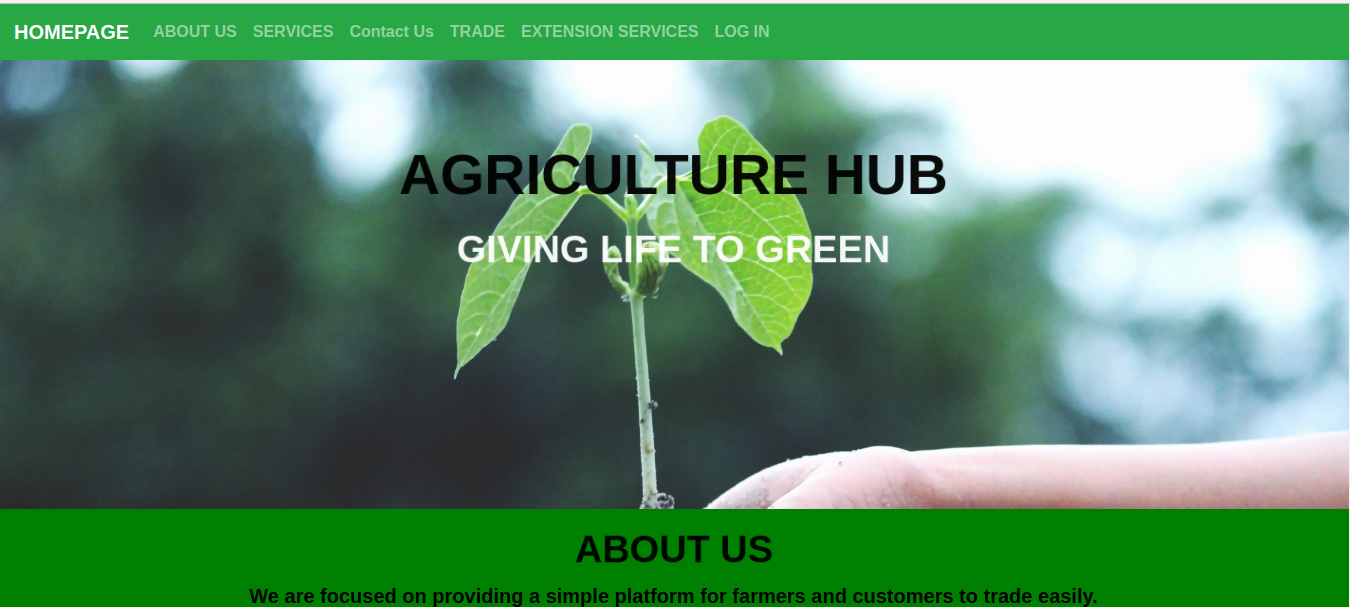 HOMEPAGE ABOUT US SERVICES Contact Us TRADE EXTENSION SERVICES LOG IN
AGRICULTURE HUB
GIVING LIFE TO GREEN
ABOUT US
We are focused on providing a simple platform for farmers and customers to trade easily.